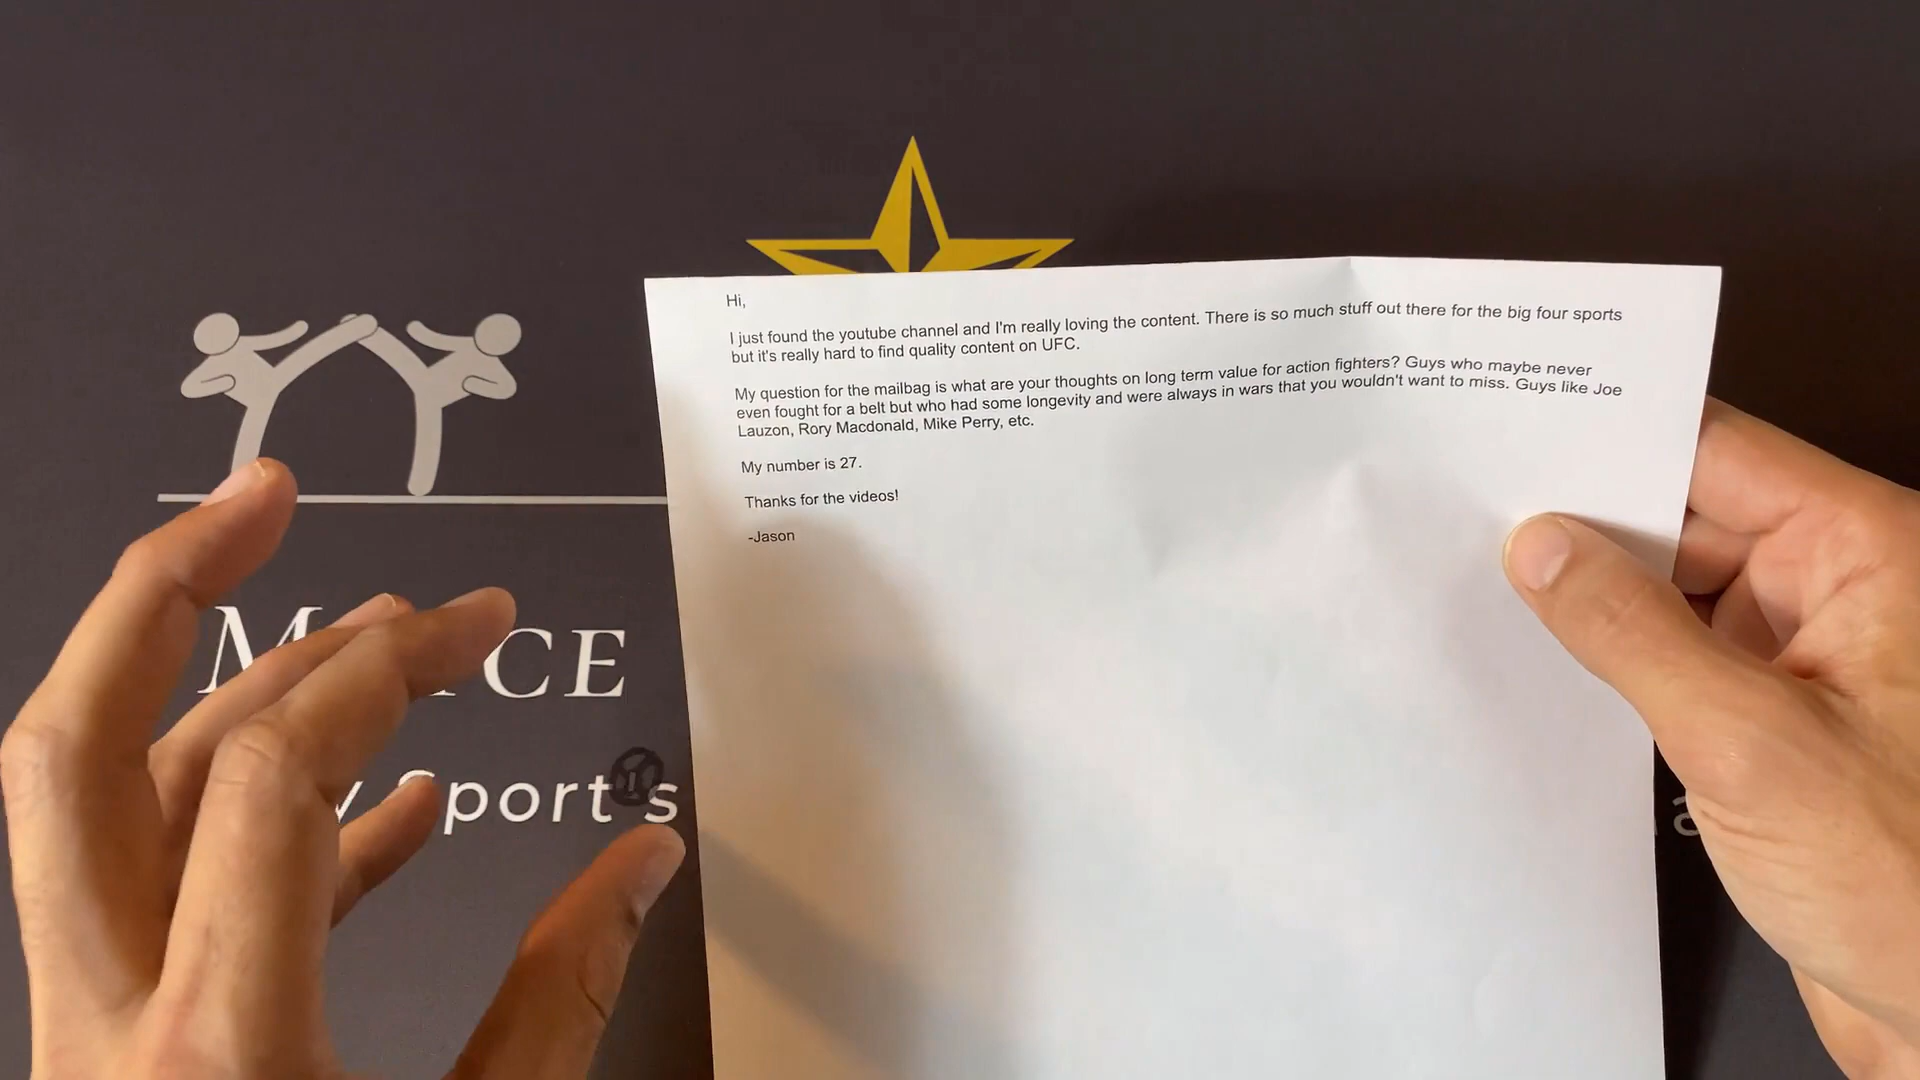 Hi,
I just found the youtube channel and I'm really loving the content. There is so much stuff out there for the big four sports
but it's really hard to find quality content on UFC.
My question for the mailbag is what are your thoughts on long term value for action fighters? Guys who maybe never
even fought for a belt but who had some longevity and were always in wars that you wouldn't want to miss. Guys like Joe
Lauzon, Rory Macdonald, Mike Perry, etc.
My number is 27.
Thanks for the videos!
-Jason
Sports